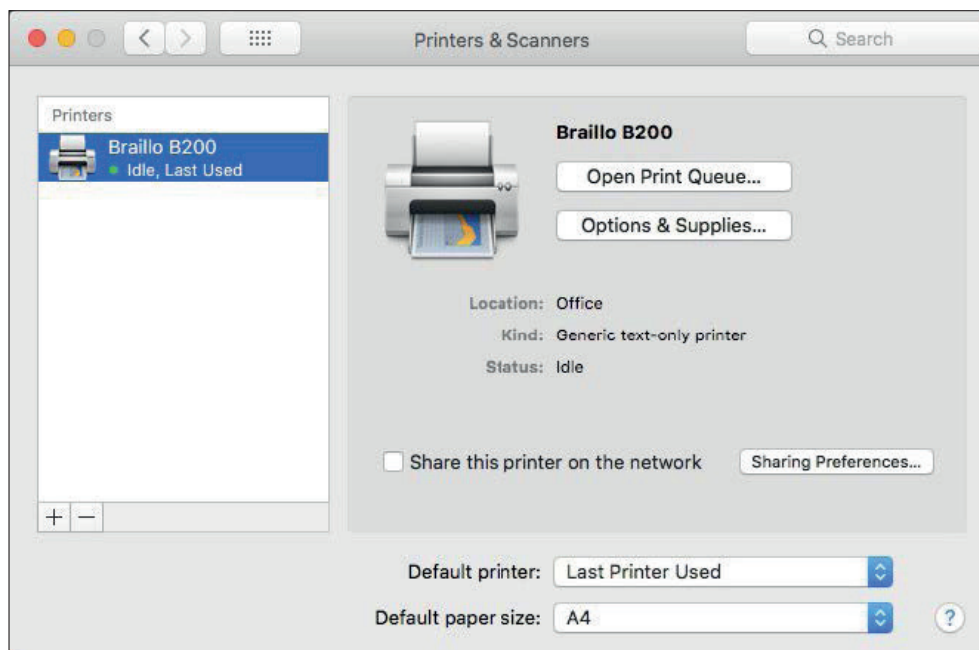 Printers & Scanners
Search
Printers
Braillo B200
Idle, Last Used
Braillo B200
Open Print Queue...
Options & Supplies...
Location: Office
Kind: Generic text-only printer
Status: Idle
Share this printer on the network
Sharing Preferences...
+ −
Default printer: Last Printer Used
Default paper size: A4
?